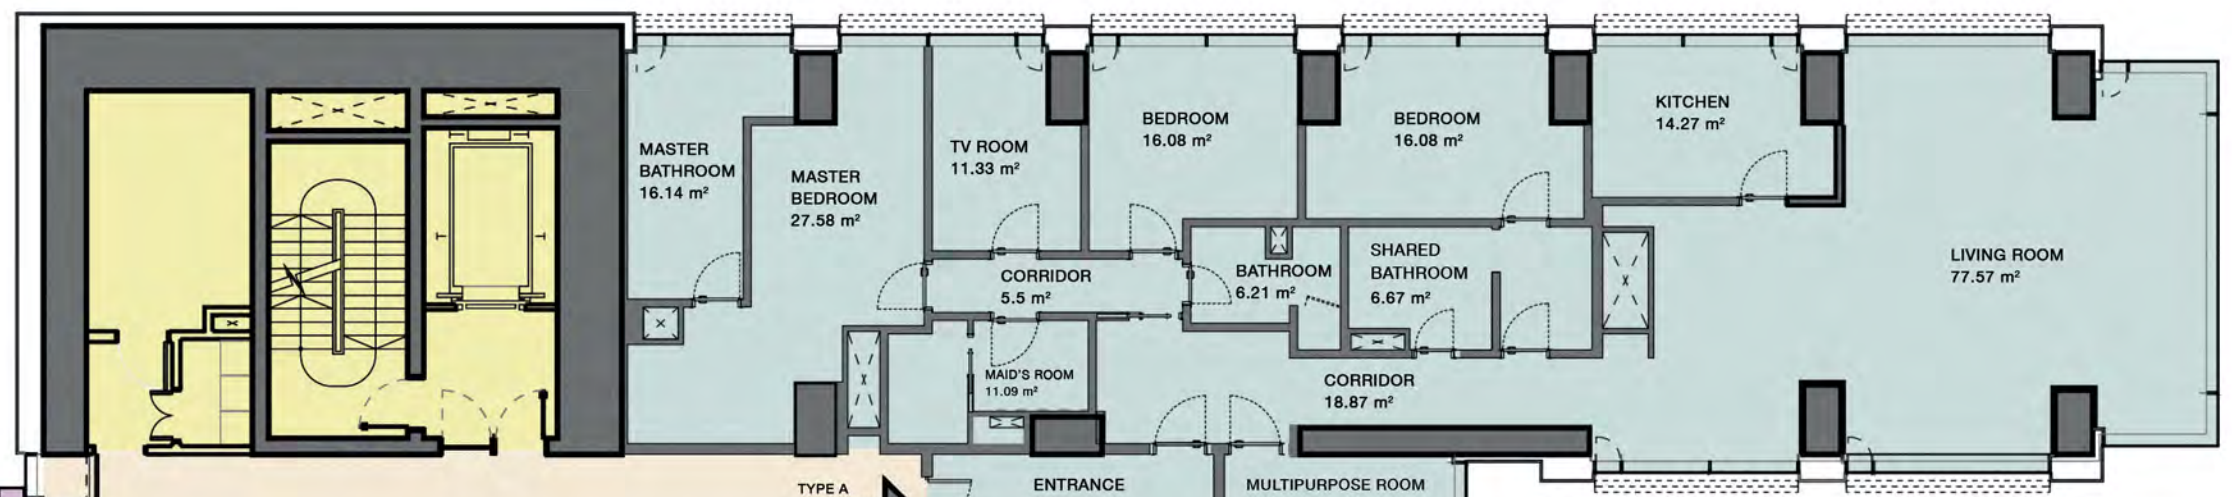 MASTER
BATHROOM
16.14 m²
MASTER
BEDROOM
27.58 m²
TV ROOM
11.33 m²
BEDROOM
16.08 m²
BEDROOM
16.08 m²
KITCHEN
14.27 m²
LIVING ROOM
77.57 m²
CORRIDOR
5.5 m²
BATHROOM
6.21 m²
SHARED
BATHROOM
6.67 m²
MAID'S ROOM
11.09 m²
CORRIDOR
18.87 m²
TYPE A
ENTRANCE
MULTIPURPOSE ROOM